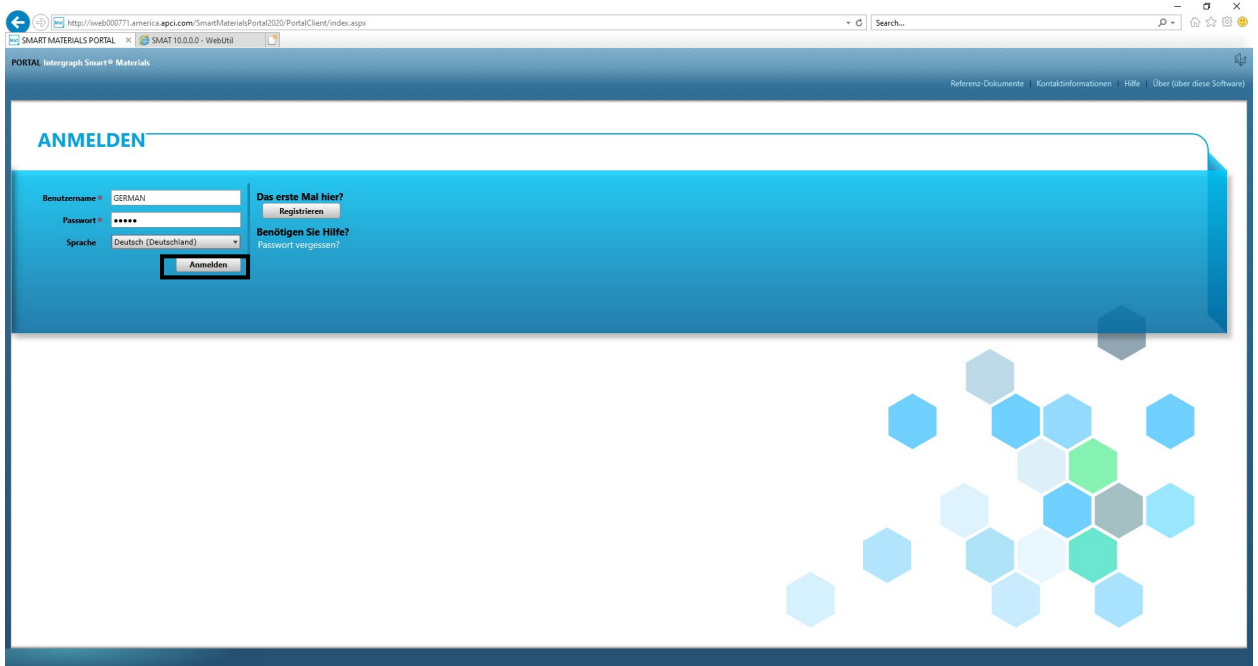 http://iweb000771.america.apci.com/SmartMaterialsPortal2020/PortalClient/index.aspx
Search...
SMART MATERIALS PORTAL
SMAT 10.0.0.0 - WebUtil
PORTAL Intergraph Smart® Materials
Referenz-Dokumente | Kontaktinformationen | Hilfe | Über (über diese Software)
ANMELDEN
Benutzername * GERMAN
Passwort * •••••
Sprache Deutsch (Deutschland)
Anmelden
Das erste Mal hier?
Registrieren
Benötigen Sie Hilfe?
Passwort vergessen?